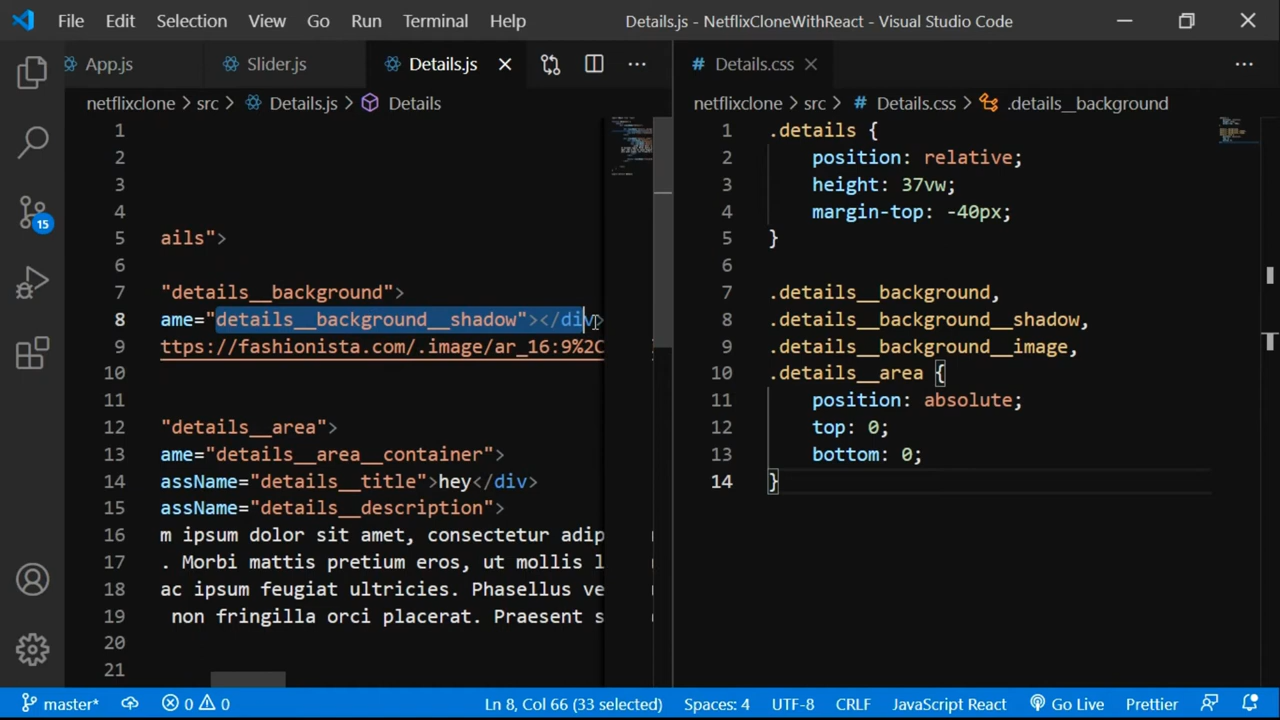 File Edit Selection View Go Run Terminal Help Details.js - NetflixCloneWithReact - Visual Studio Code
App.js Slider.js Details.js Details.css
netflixclone > src > Details.js > Details
netflixclone > src > Details.css > .details__background
15
1
2
3
4
5 ails">
6
7 "details__background">
8 ame="details__background__shadow"></div>
9 ttps://fashionista.com/.image/ar_16:9%2C
10
11
12 "details__area">
13 ame="details__area__container">
14 assName="details__title">hey</div>
15 assName="details__description">
16 m ipsum dolor sit amet, consectetur adip
17 . Morbi mattis pretium eros, ut mollis l
18 ac ipsum feugiat ultricies. Phasellus ve
19 non fringilla orci placerat. Praesent s
20
21
1 .details {
2 position: relative;
3 height: 37vw;
4 margin-top: -40px;
5 }
6
7 .details__background,
8 .details__background__shadow,
9 .details__background__image,
10 .details__area {
11 position: absolute;
12 top: 0;
13 bottom: 0;
14 }
master* 0 0 Ln 8, Col 66 (33 selected) Spaces: 4 UTF-8 CRLF JavaScript React Go Live Prettier